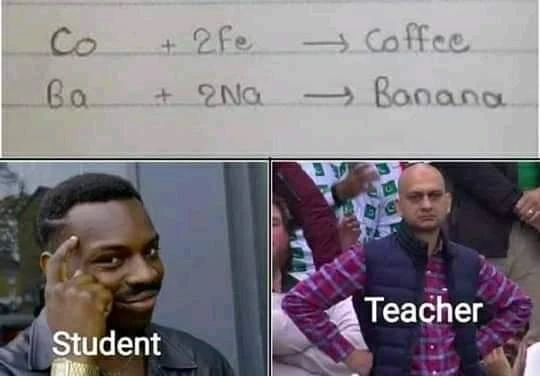 Co + 2Fe → Coffee
Ba + 2Na → Banana
Student
Teacher